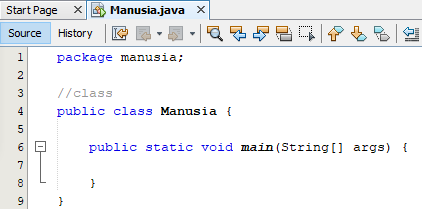 Start Page Manusia.java
Source History
1 package manusia;
2
3 //class
4 public class Manusia {
5
6 public static void main(String[] args) {
7
8 }
9 }